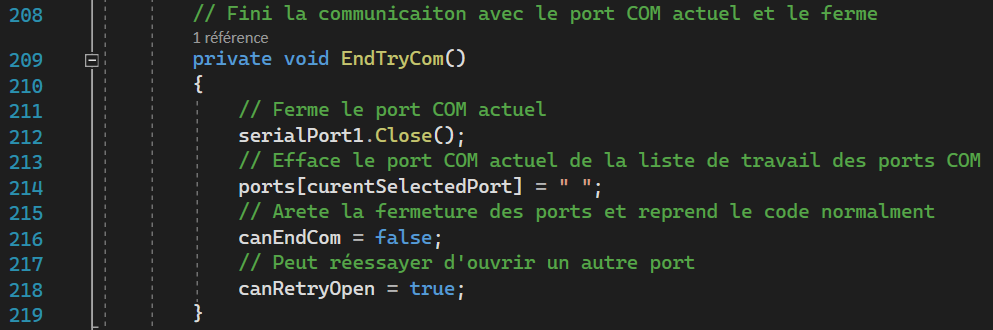 208 // Fini la communicaiton avec le port COM actuel et le ferme
1 référence
209 private void EndTryCom()
210 {
211 // Ferme le port COM actuel
212 serialPort1.Close();
213 // Efface le port COM actuel de la liste de travail des ports COM
214 ports[curentSelectedPort] = " ";
215 // Arete la fermeture des ports et reprend le code normalment
216 canEndCom = false;
217 // Peut réessayer d'ouvrir un autre port
218 canRetryOpen = true;
219 }